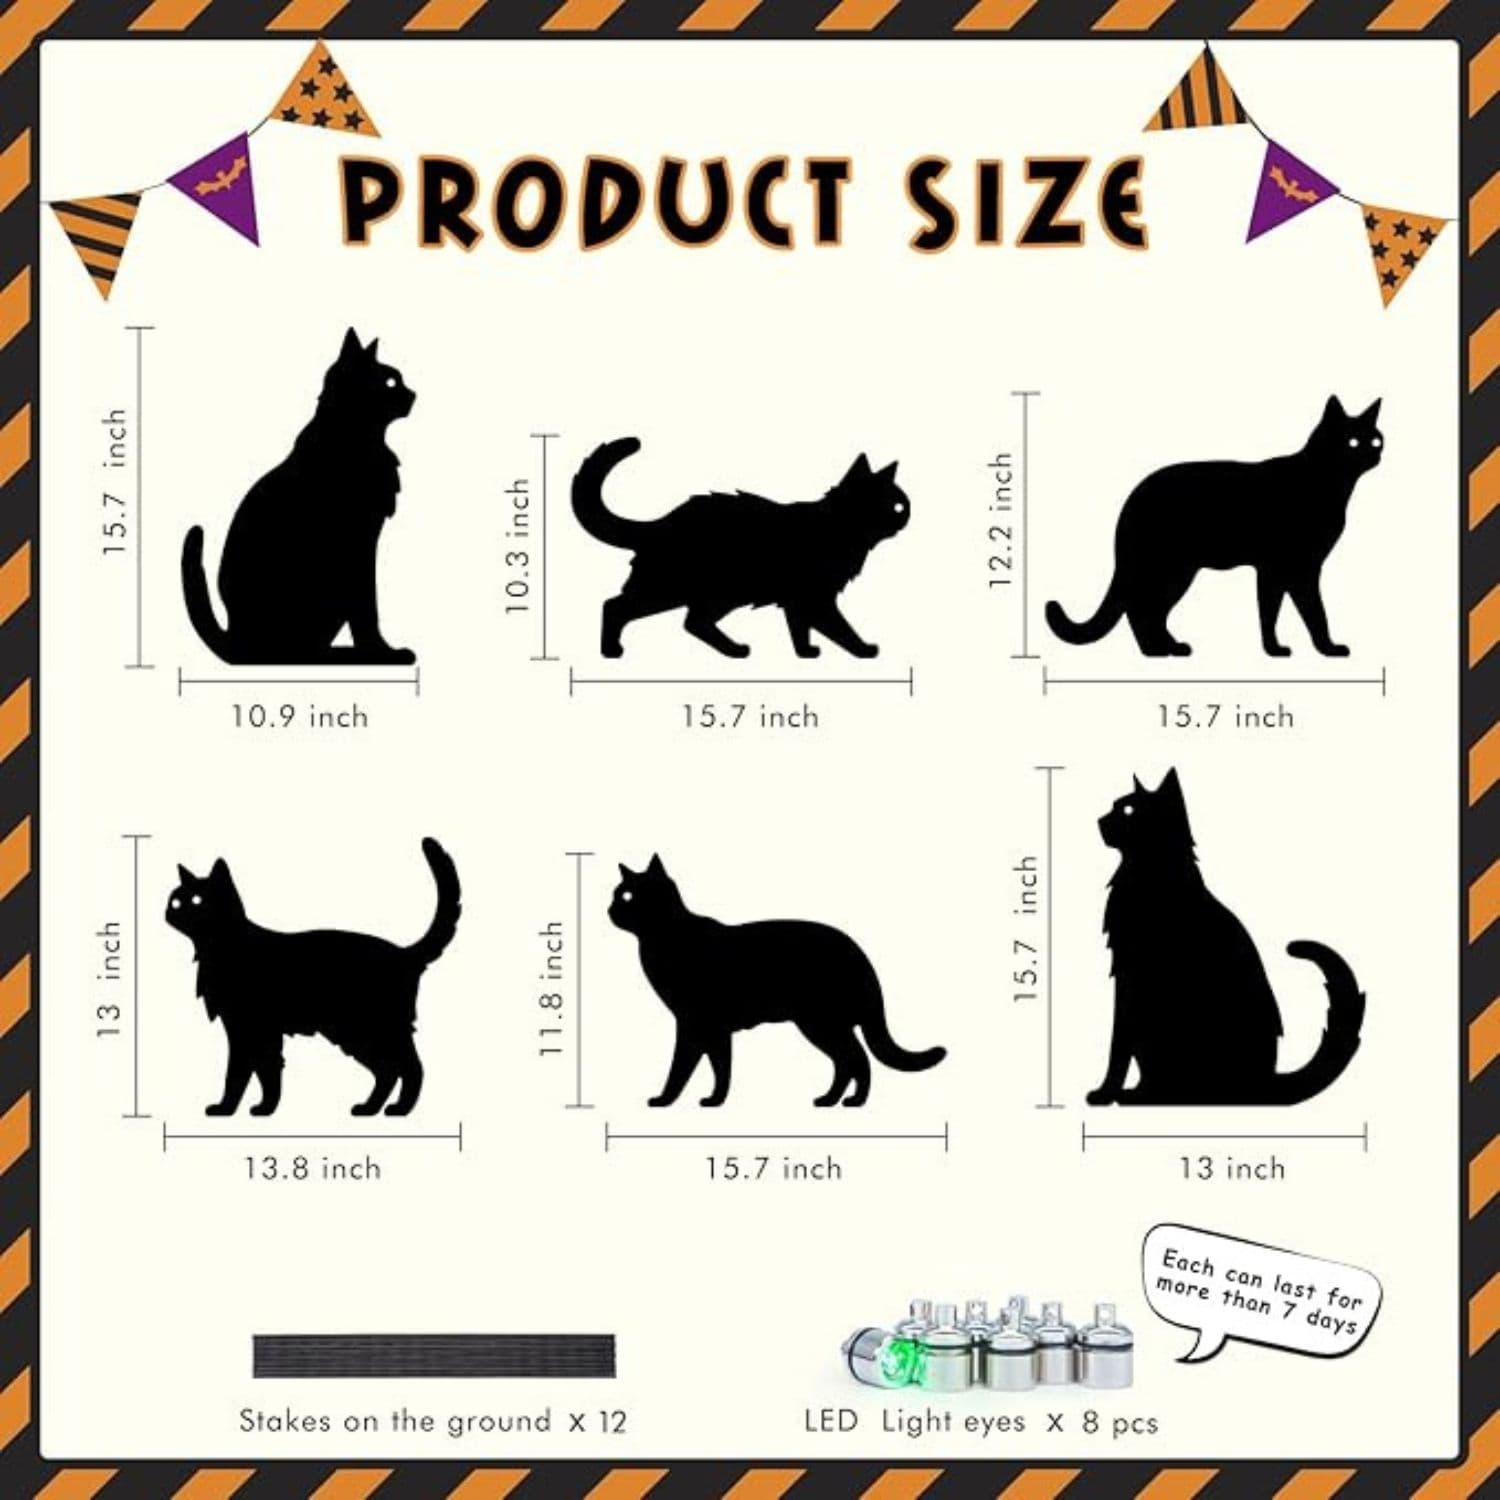 PRODUCT SIZE
15.7 inch
10.9 inch
10.3 inch
15.7 inch
12.2 inch
15.7 inch
13 inch
13.8 inch
11.8 inch
15.7 inch
15.7 inch
13 inch
Each can last for
more than 7 days
Stakes on the ground x 12
LED Light eyes x 8 pcs